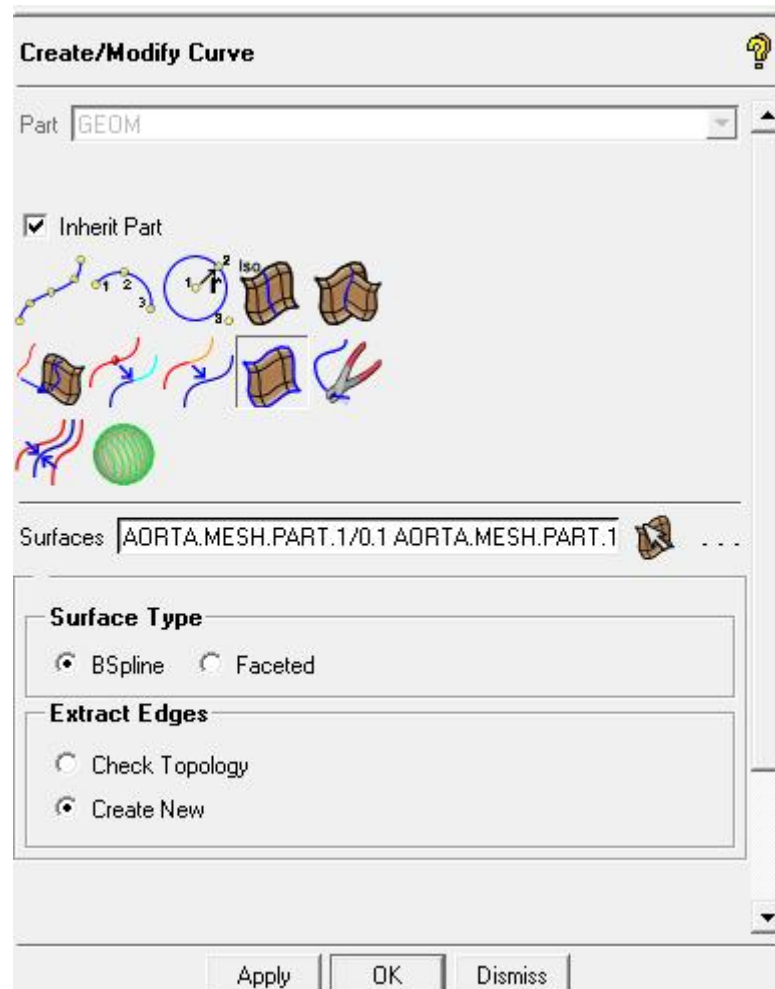 Create/Modify Curve
Part GEOM
Inherit Part
1 2 3 1 r 2 3 Iso
Surfaces AORTA.MESH.PART.1/0.1 AORTA.MESH.PART.1 ...
Surface Type
BSpline Faceted
Extract Edges
Check Topology
Create New
Apply OK Dismiss